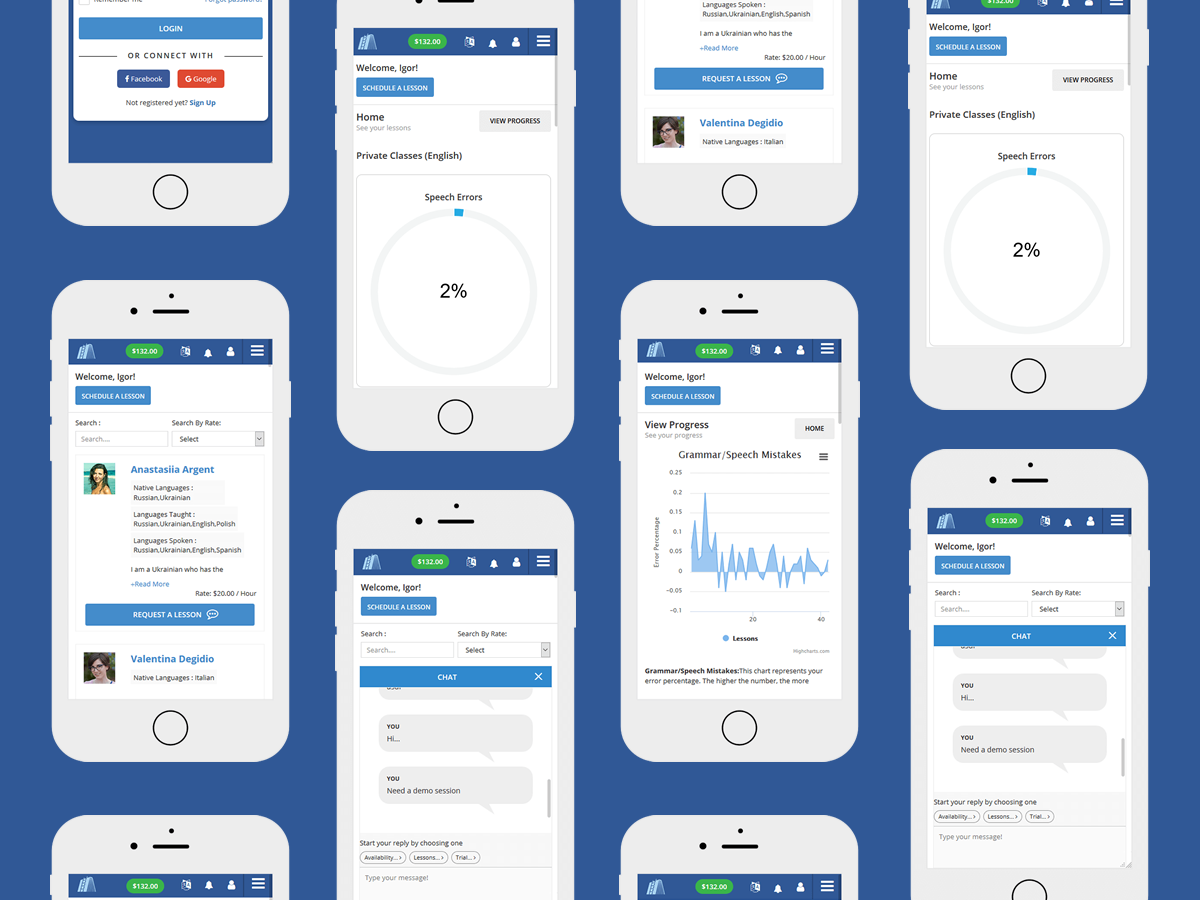 Remember me
Forgot password?
LOGIN
OR CONNECT WITH
f Facebook
G Google
Not registered yet? Sign Up
$132.00
Welcome, Igor!
SCHEDULE A LESSON
Search :
Search By Rate:
Search....
Select
Anastasiia Argent
Native Languages :
Russian,Ukrainian
Languages Taught :
Russian,Ukrainian,English,Polish
Languages Spoken :
Russian,Ukrainian,English,Spanish
I am a Ukrainian who has the
+Read More
Rate: $20.00 / Hour
REQUEST A LESSON
Valentina Degidio
Native Languages : Italian
$132.00
$132.00
Welcome, Igor!
SCHEDULE A LESSON
Home
See your lessons
VIEW PROGRESS
Private Classes (English)
Speech Errors
2%
$132.00
Welcome, Igor!
SCHEDULE A LESSON
Search :
Search By Rate:
Search....
Select
CHAT
YOU
Hi...
YOU
Need a demo session
Start your reply by choosing one
Availability... >
Lessons... >
Trial... >
Type your message!
Languages Spoken :
Russian,Ukrainian,English,Spanish
I am a Ukrainian who has the
+Read More
Rate: $20.00 / Hour
REQUEST A LESSON
Valentina Degidio
Native Languages : Italian
$132.00
Welcome, Igor!
SCHEDULE A LESSON
View Progress
See your progress
HOME
Grammar/Speech Mistakes
Error Percentage
0.25
0.2
0.15
0.1
0.05
0
−0.05
−0.1
20
40
Lessons
Highcharts.com
Grammar/Speech Mistakes:This chart represents your
error percentage. The higher the number, the more
$132.00
$132.00
Welcome, Igor!
SCHEDULE A LESSON
Home
See your lessons
VIEW PROGRESS
Private Classes (English)
Speech Errors
2%
$132.00
Welcome, Igor!
SCHEDULE A LESSON
Search :
Search By Rate:
Search....
Select
CHAT
YOU
Hi...
YOU
Need a demo session
Start your reply by choosing one
Availability... >
Lessons... >
Trial... >
Type your message!